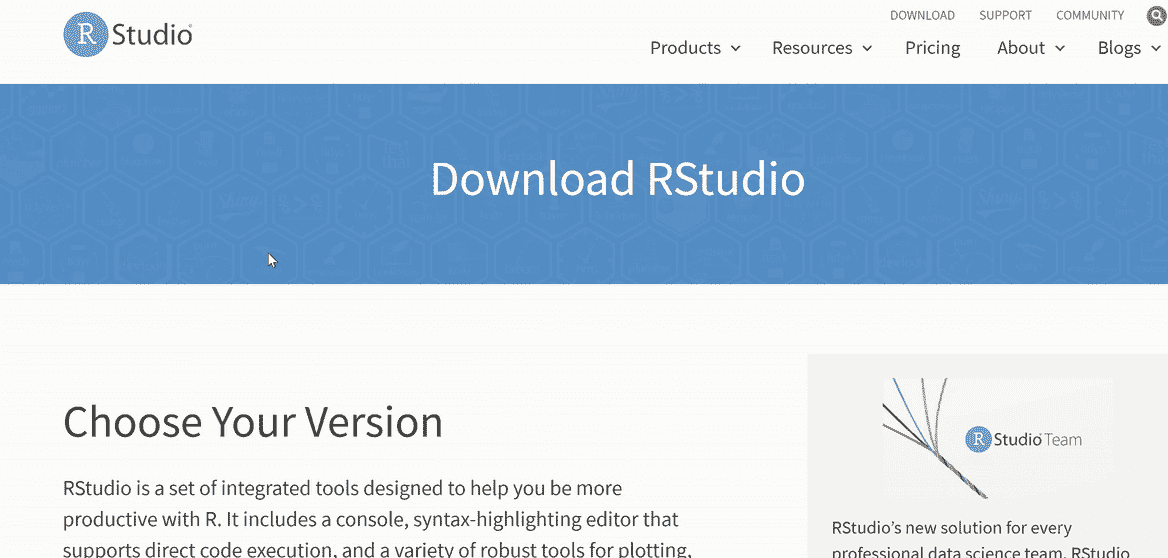 R Studio
DOWNLOAD SUPPORT COMMUNITY
Products Resources Pricing About Blogs
Download RStudio
Choose Your Version
RStudio is a set of integrated tools designed to help you be more
productive with R. It includes a console, syntax-highlighting editor that
supports direct code execution, and a variety of robust tools for plotting,
R Studio Team
RStudio's new solution for every
professional data science team. RStudio